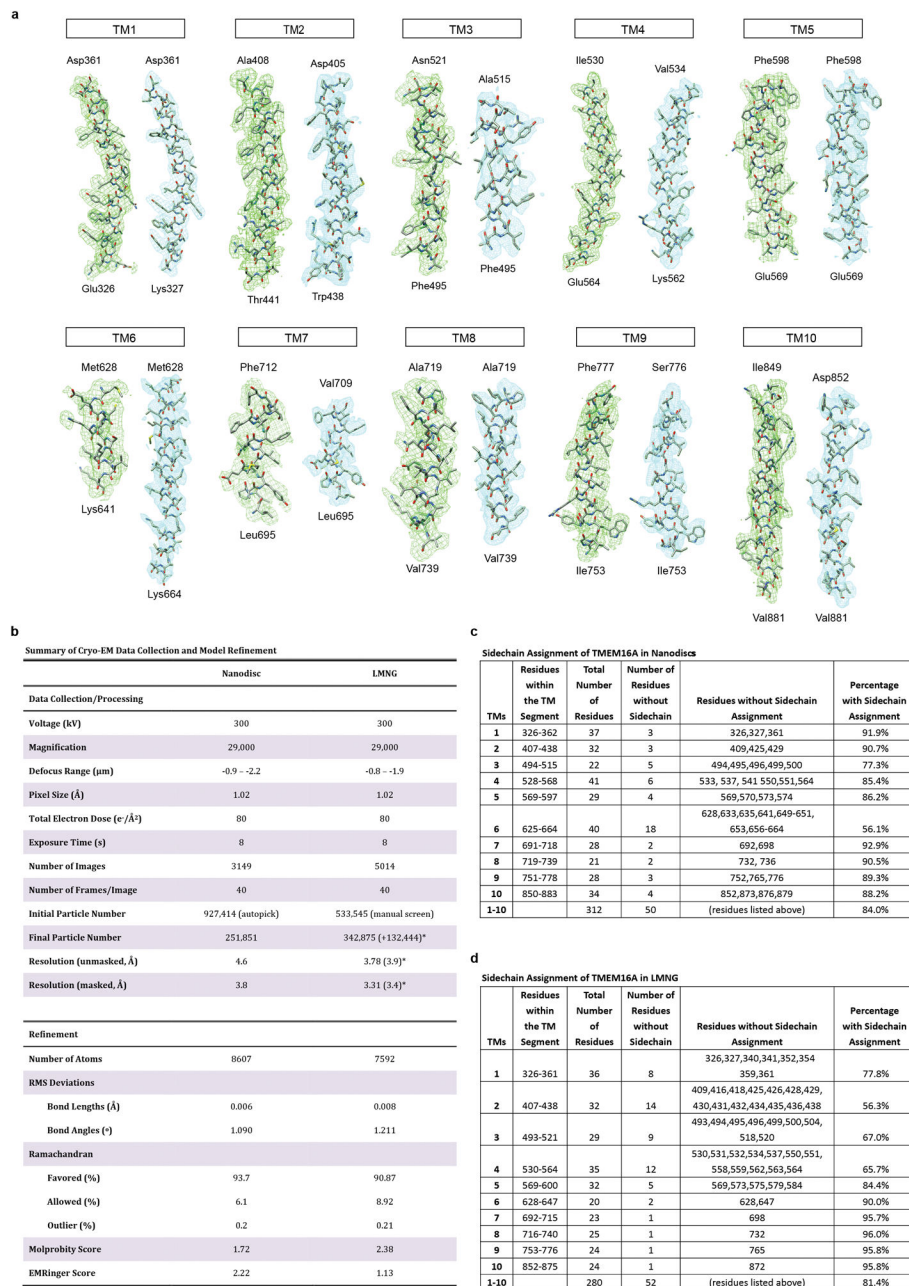 a
TM1 TM2 TM3 TM4 TM5
Asp361 Asp361 Ala408 Asp405 Asn521 Ala515 Ile530 Val534 Phe598 Phe598
Glu326 Lys327 Thr441 Trp438 Phe495 Phe495 Glu564 Lys562 Glu569 Glu569
TM6 TM7 TM8 TM9 TM10
Met628 Met628 Phe712 Val709 Ala719 Ala719 Phe777 Ser776 Ile849 Asp852
Lys641 Lys664 Leu695 Leu695 Val739 Val739 Ile753 Ile753 Val881 Val881
b
Summary of Cryo-EM Data Collection and Model Refinement
Nanodisc LMNG
Data Collection/Processing
Voltage (kV) 300 300
Magnification 29,000 29,000
Defocus Range (µm) -0.9 – -2.2 -0.8 – -1.9
Pixel Size (Å) 1.02 1.02
Total Electron Dose (e-/Å²) 80 80
Exposure Time (s) 8 8
Number of Images 3149 5014
Number of Frames/Image 40 40
Initial Particle Number 927,414 (autopick) 533,545 (manual screen)
Final Particle Number 251,851 342,875 (+132,444)*
Resolution (unmasked, Å) 4.6 3.78 (3.9)*
Resolution (masked, Å) 3.8 3.31 (3.4)*
Refinement
Number of Atoms 8607 7592
RMS Deviations
Bond Lengths (Å) 0.006 0.008
Bond Angles (º) 1.090 1.211
Ramachandran
Favored (%) 93.7 90.87
Allowed (%) 6.1 8.92
Outlier (%) 0.2 0.21
Molprobity Score 1.72 2.38
EMRinger Score 2.22 1.13
c
Sidechain Assignment of TMEM16A in Nanodiscs
Residues Total Number of
within Number Residues Percentage
the TM of without Residues without Sidechain with Sidechain
TMs Segment Residues Sidechain Assignment Assignment
1 326-362 37 3 326,327,361 91.9%
2 407-438 32 3 409,425,429 90.7%
3 494-515 22 5 494,495,496,499,500 77.3%
4 528-568 41 6 533, 537, 541 550,551,564 85.4%
5 569-597 29 4 569,570,573,574 86.2%
628,633,635,641,649-651,
6 625-664 40 18 653,656-664 56.1%
7 691-718 28 2 692,698 92.9%
8 719-739 21 2 732, 736 90.5%
9 751-778 28 3 752,765,776 89.3%
10 850-883 34 4 852,873,876,879 88.2%
1-10 312 50 (residues listed above) 84.0%
d
Sidechain Assignment of TMEM16A in LMNG
Residues Total Number of
within Number Residues Percentage
the TM of without Residues without Sidechain with Sidechain
TMs Segment Residues Sidechain Assignment Assignment
326,327,340,341,352,354
1 326-361 36 8 359,361 77.8%
409,416,418,425,426,428,429,
2 407-438 32 14 430,431,432,434,435,436,438 56.3%
493,494,495,496,499,500,504,
3 493-521 29 9 518,520 67.0%
530,531,532,534,537,550,551,
4 530-564 35 12 558,559,562,563,564 65.7%
5 569-600 32 5 569,573,575,579,584 84.4%
6 628-647 20 2 628,647 90.0%
7 692-715 23 1 698 95.7%
8 716-740 25 1 732 96.0%
9 753-776 24 1 765 95.8%
10 852-875 24 1 872 95.8%
1-10 280 52 (residues listed above) 81.4%